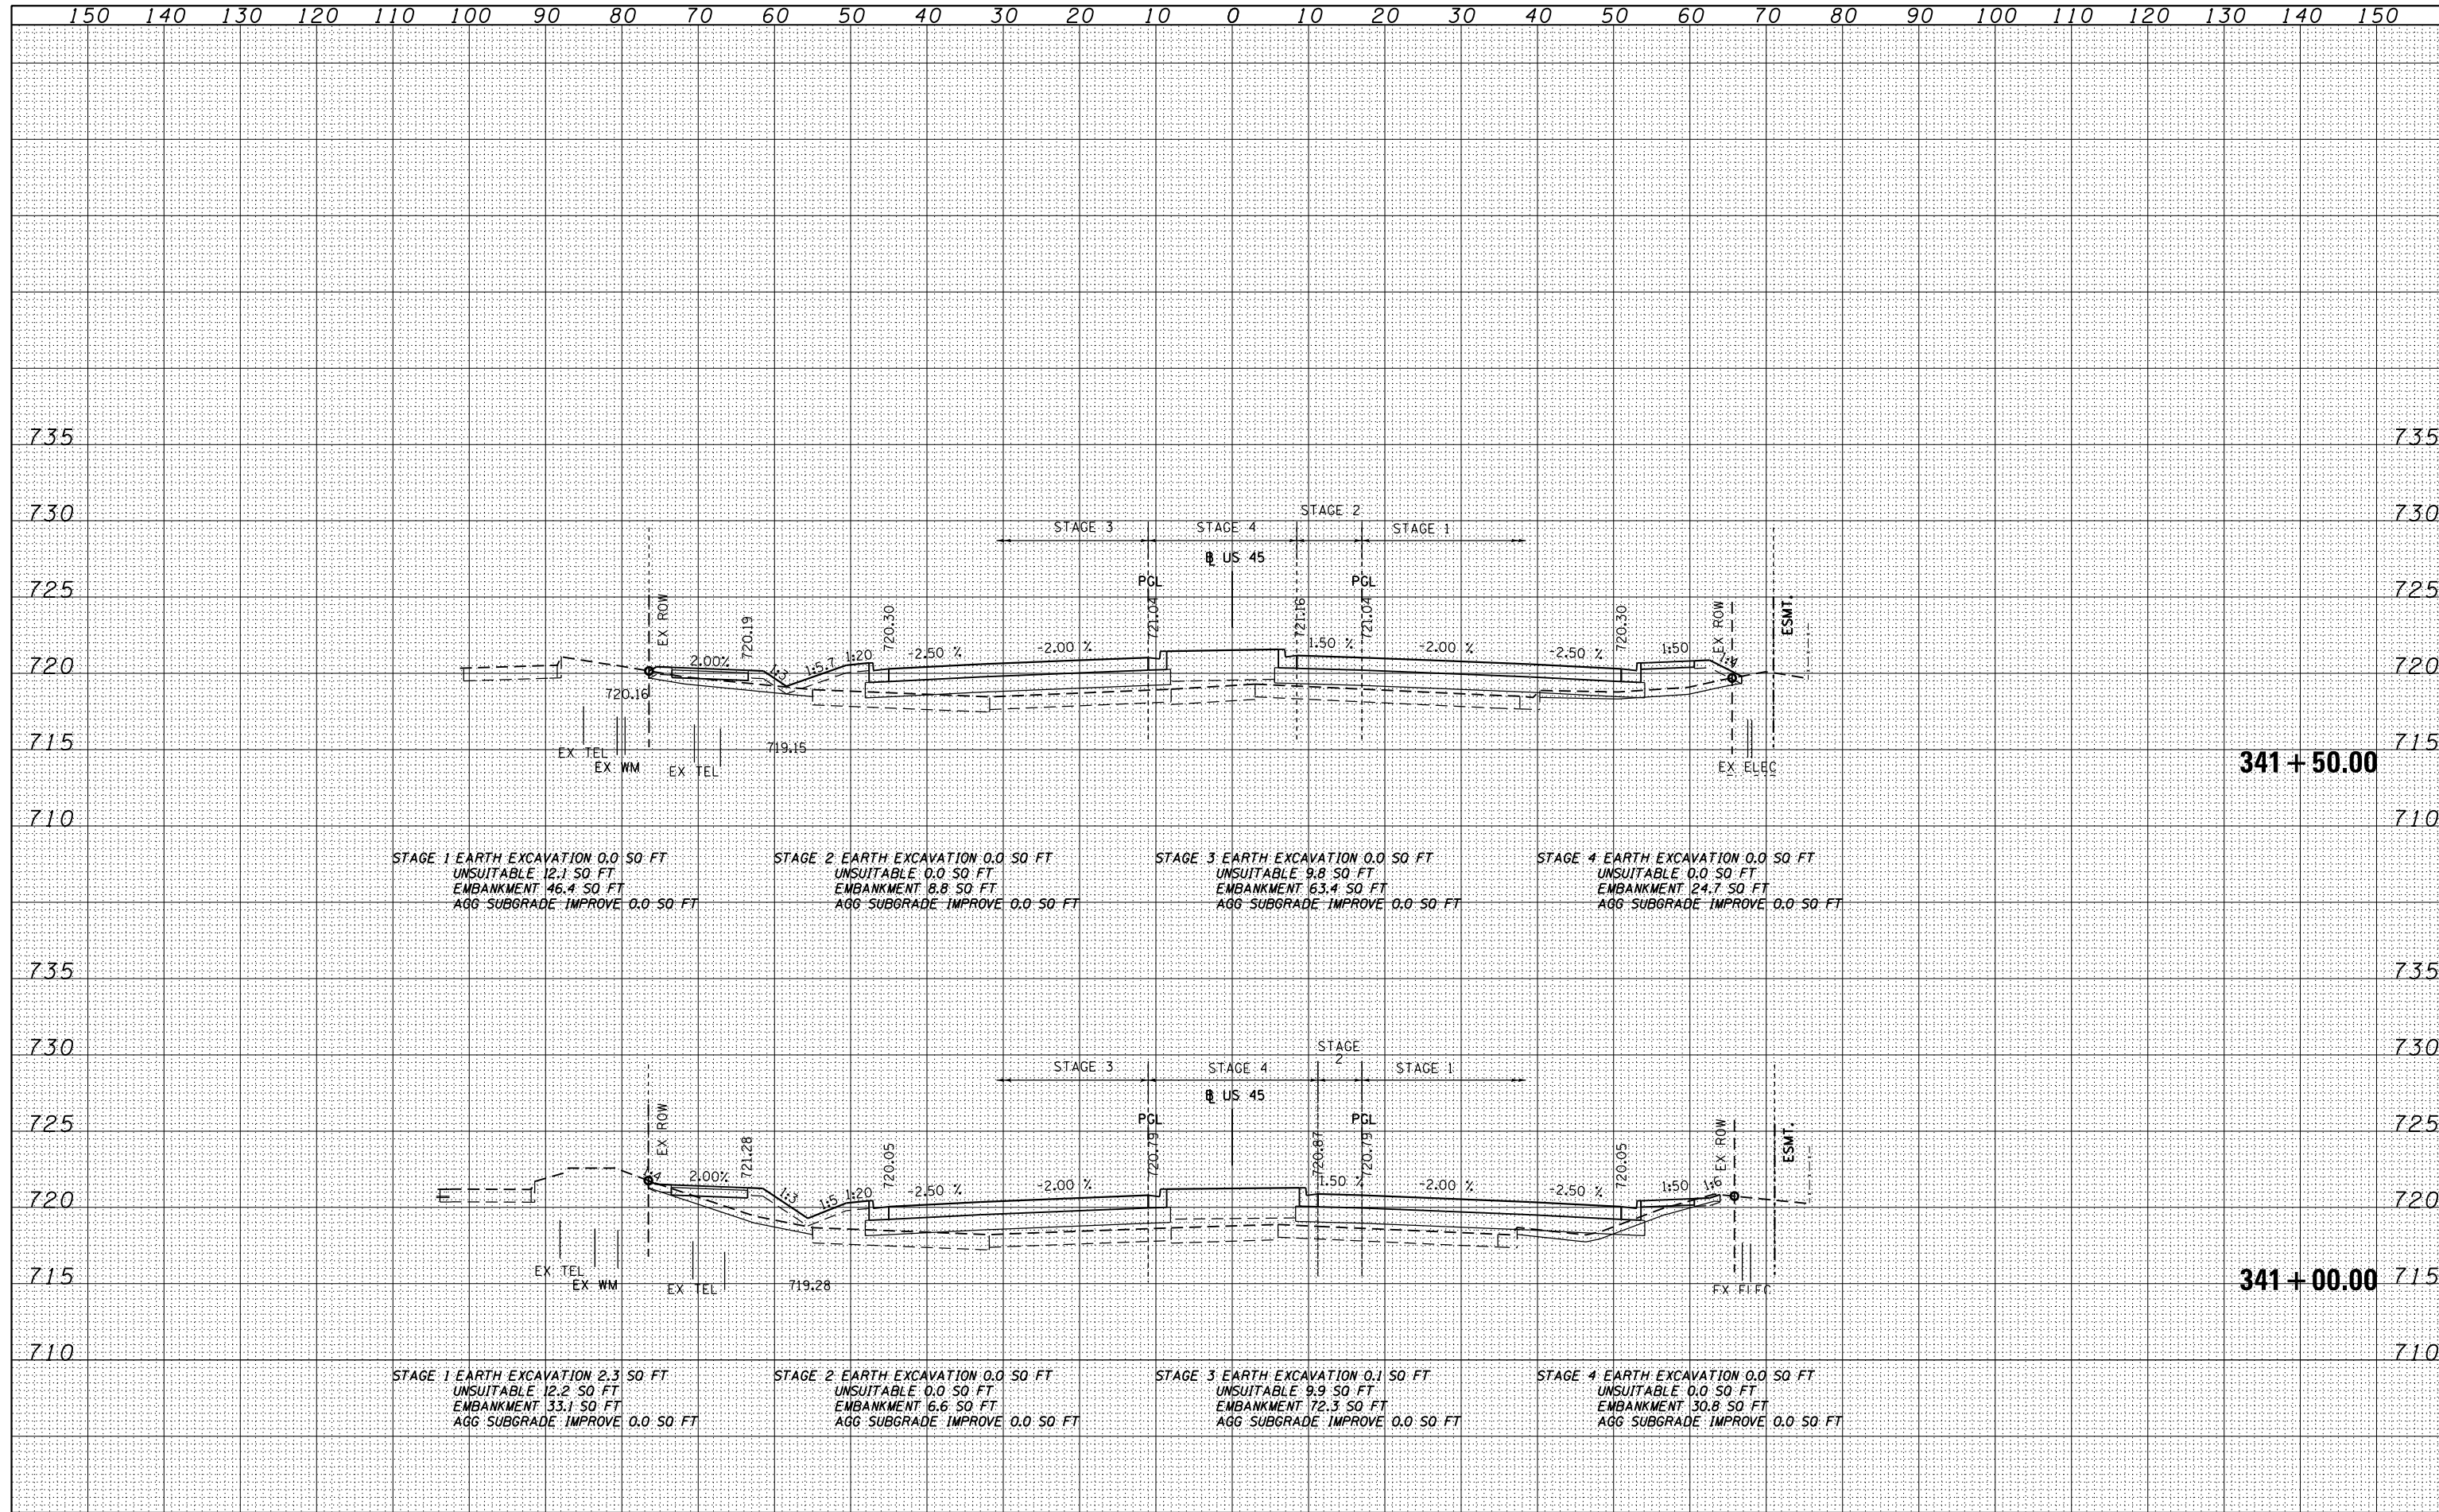 150 140 130 120 110 100 90 80 70 60 50 40 30 20 10 0 10 20 30 40 50 60 70 80 90 100 110 120 130 140 150
735 735
730 730
STAGE 2
STAGE 3 STAGE 4 STAGE 1
BL US 45
725 725
PGL PGL
EX ROW 720.19 720.30 721.04 721.16 721.04 720.30 EX ROW ESMT.
720 2.00% 1:3 1:5.7 1:20 -2.50 % -2.00 % 1.50 % -2.00 % -2.50 % 1:50 1:4 720
720.16
715 EX TEL 719.15 715
EX WM EX TEL EX ELEC
341+50.00
710 710
STAGE 1 EARTH EXCAVATION 0.0 SQ FT
UNSUITABLE 12.1 SQ FT
EMBANKMENT 46.4 SQ FT
AGG SUBGRADE IMPROVE 0.0 SQ FT
STAGE 2 EARTH EXCAVATION 0.0 SQ FT
UNSUITABLE 0.0 SQ FT
EMBANKMENT 8.8 SQ FT
AGG SUBGRADE IMPROVE 0.0 SQ FT
STAGE 3 EARTH EXCAVATION 0.0 SQ FT
UNSUITABLE 9.8 SQ FT
EMBANKMENT 63.4 SQ FT
AGG SUBGRADE IMPROVE 0.0 SQ FT
STAGE 4 EARTH EXCAVATION 0.0 SQ FT
UNSUITABLE 0.0 SQ FT
EMBANKMENT 24.7 SQ FT
AGG SUBGRADE IMPROVE 0.0 SQ FT
735 735
730 730
STAGE
2
STAGE 3 STAGE 4 STAGE 1
BL US 45
725 725
PGL PGL
EX ROW 721.28 720.05 720.79 720.87 720.79 720.05 EX ROW ESMT.
1:4 2.00% 1:3 1:5 1:20 -2.50 % -2.00 % 1.50 % -2.00 % -2.50 % 1:50 1:6
720 720
EX TEL
715 EX WM EX TEL 719.28 EX ELEC 715
341+00.00
710 710
STAGE 1 EARTH EXCAVATION 2.3 SQ FT
UNSUITABLE 12.2 SQ FT
EMBANKMENT 33.1 SQ FT
AGG SUBGRADE IMPROVE 0.0 SQ FT
STAGE 2 EARTH EXCAVATION 0.0 SQ FT
UNSUITABLE 0.0 SQ FT
EMBANKMENT 6.6 SQ FT
AGG SUBGRADE IMPROVE 0.0 SQ FT
STAGE 3 EARTH EXCAVATION 0.1 SQ FT
UNSUITABLE 9.9 SQ FT
EMBANKMENT 72.3 SQ FT
AGG SUBGRADE IMPROVE 0.0 SQ FT
STAGE 4 EARTH EXCAVATION 0.0 SQ FT
UNSUITABLE 0.0 SQ FT
EMBANKMENT 30.8 SQ FT
AGG SUBGRADE IMPROVE 0.0 SQ FT